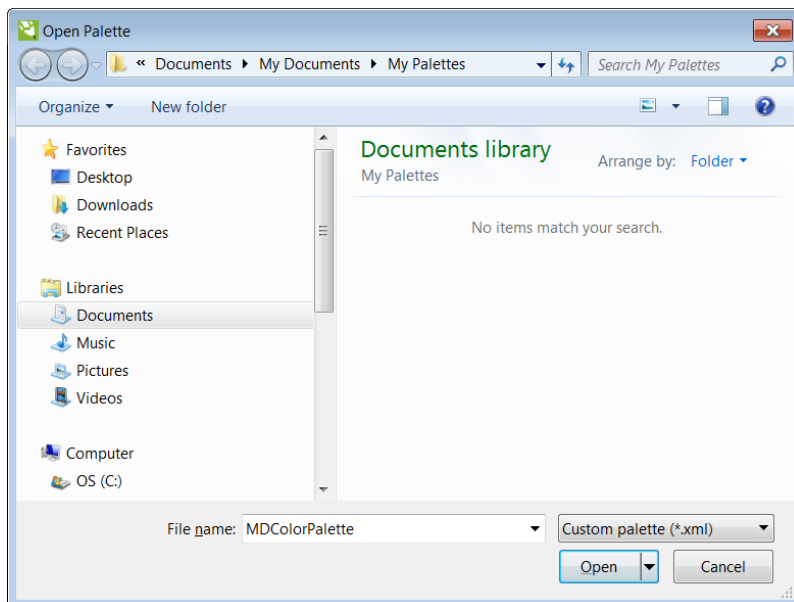 Open Palette
« Documents My Documents My Palettes
Search My Palettes
Organize New folder
Favorites
Desktop
Downloads
Recent Places
Libraries
Documents
Music
Pictures
Videos
Computer
OS (C:)
Documents library
My Palettes
Arrange by: Folder
No items match your search.
File name: MDColorPalette
Custom palette (*.xml)
Open Cancel